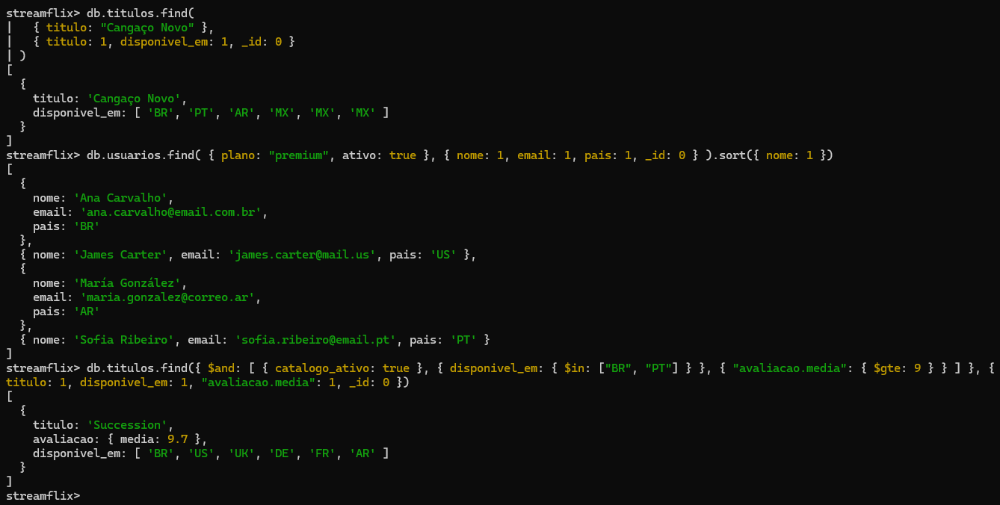 streamflix> db.titulos.find(
|   { titulo: "Cangaço Novo" },
|   { titulo: 1, disponivel_em: 1, _id: 0 }
| )
[
  {
    titulo: 'Cangaço Novo',
    disponivel_em: [ 'BR', 'PT', 'AR', 'MX', 'MX', 'MX' ]
  }
]
streamflix> db.usuarios.find( { plano: "premium", ativo: true }, { nome: 1, email: 1, pais: 1, _id: 0 } ).sort({ nome: 1 })
[
  {
    nome: 'Ana Carvalho',
    email: 'ana.carvalho@email.com.br',
    pais: 'BR'
  },
  { nome: 'James Carter', email: 'james.carter@mail.us', pais: 'US' },
  {
    nome: 'María González',
    email: 'maria.gonzalez@correo.ar',
    pais: 'AR'
  },
  { nome: 'Sofia Ribeiro', email: 'sofia.ribeiro@email.pt', pais: 'PT' }
]
streamflix> db.titulos.find({ $and: [ { catalogo_ativo: true }, { disponivel_em: { $in: ["BR", "PT"] } }, { "avaliacao.media": { $gte: 9 } } ] }, {
titulo: 1, disponivel_em: 1, "avaliacao.media": 1, _id: 0 })
[
  {
    titulo: 'Succession',
    avaliacao: { media: 9.7 },
    disponivel_em: [ 'BR', 'US', 'UK', 'DE', 'FR', 'AR' ]
  }
]
streamflix>